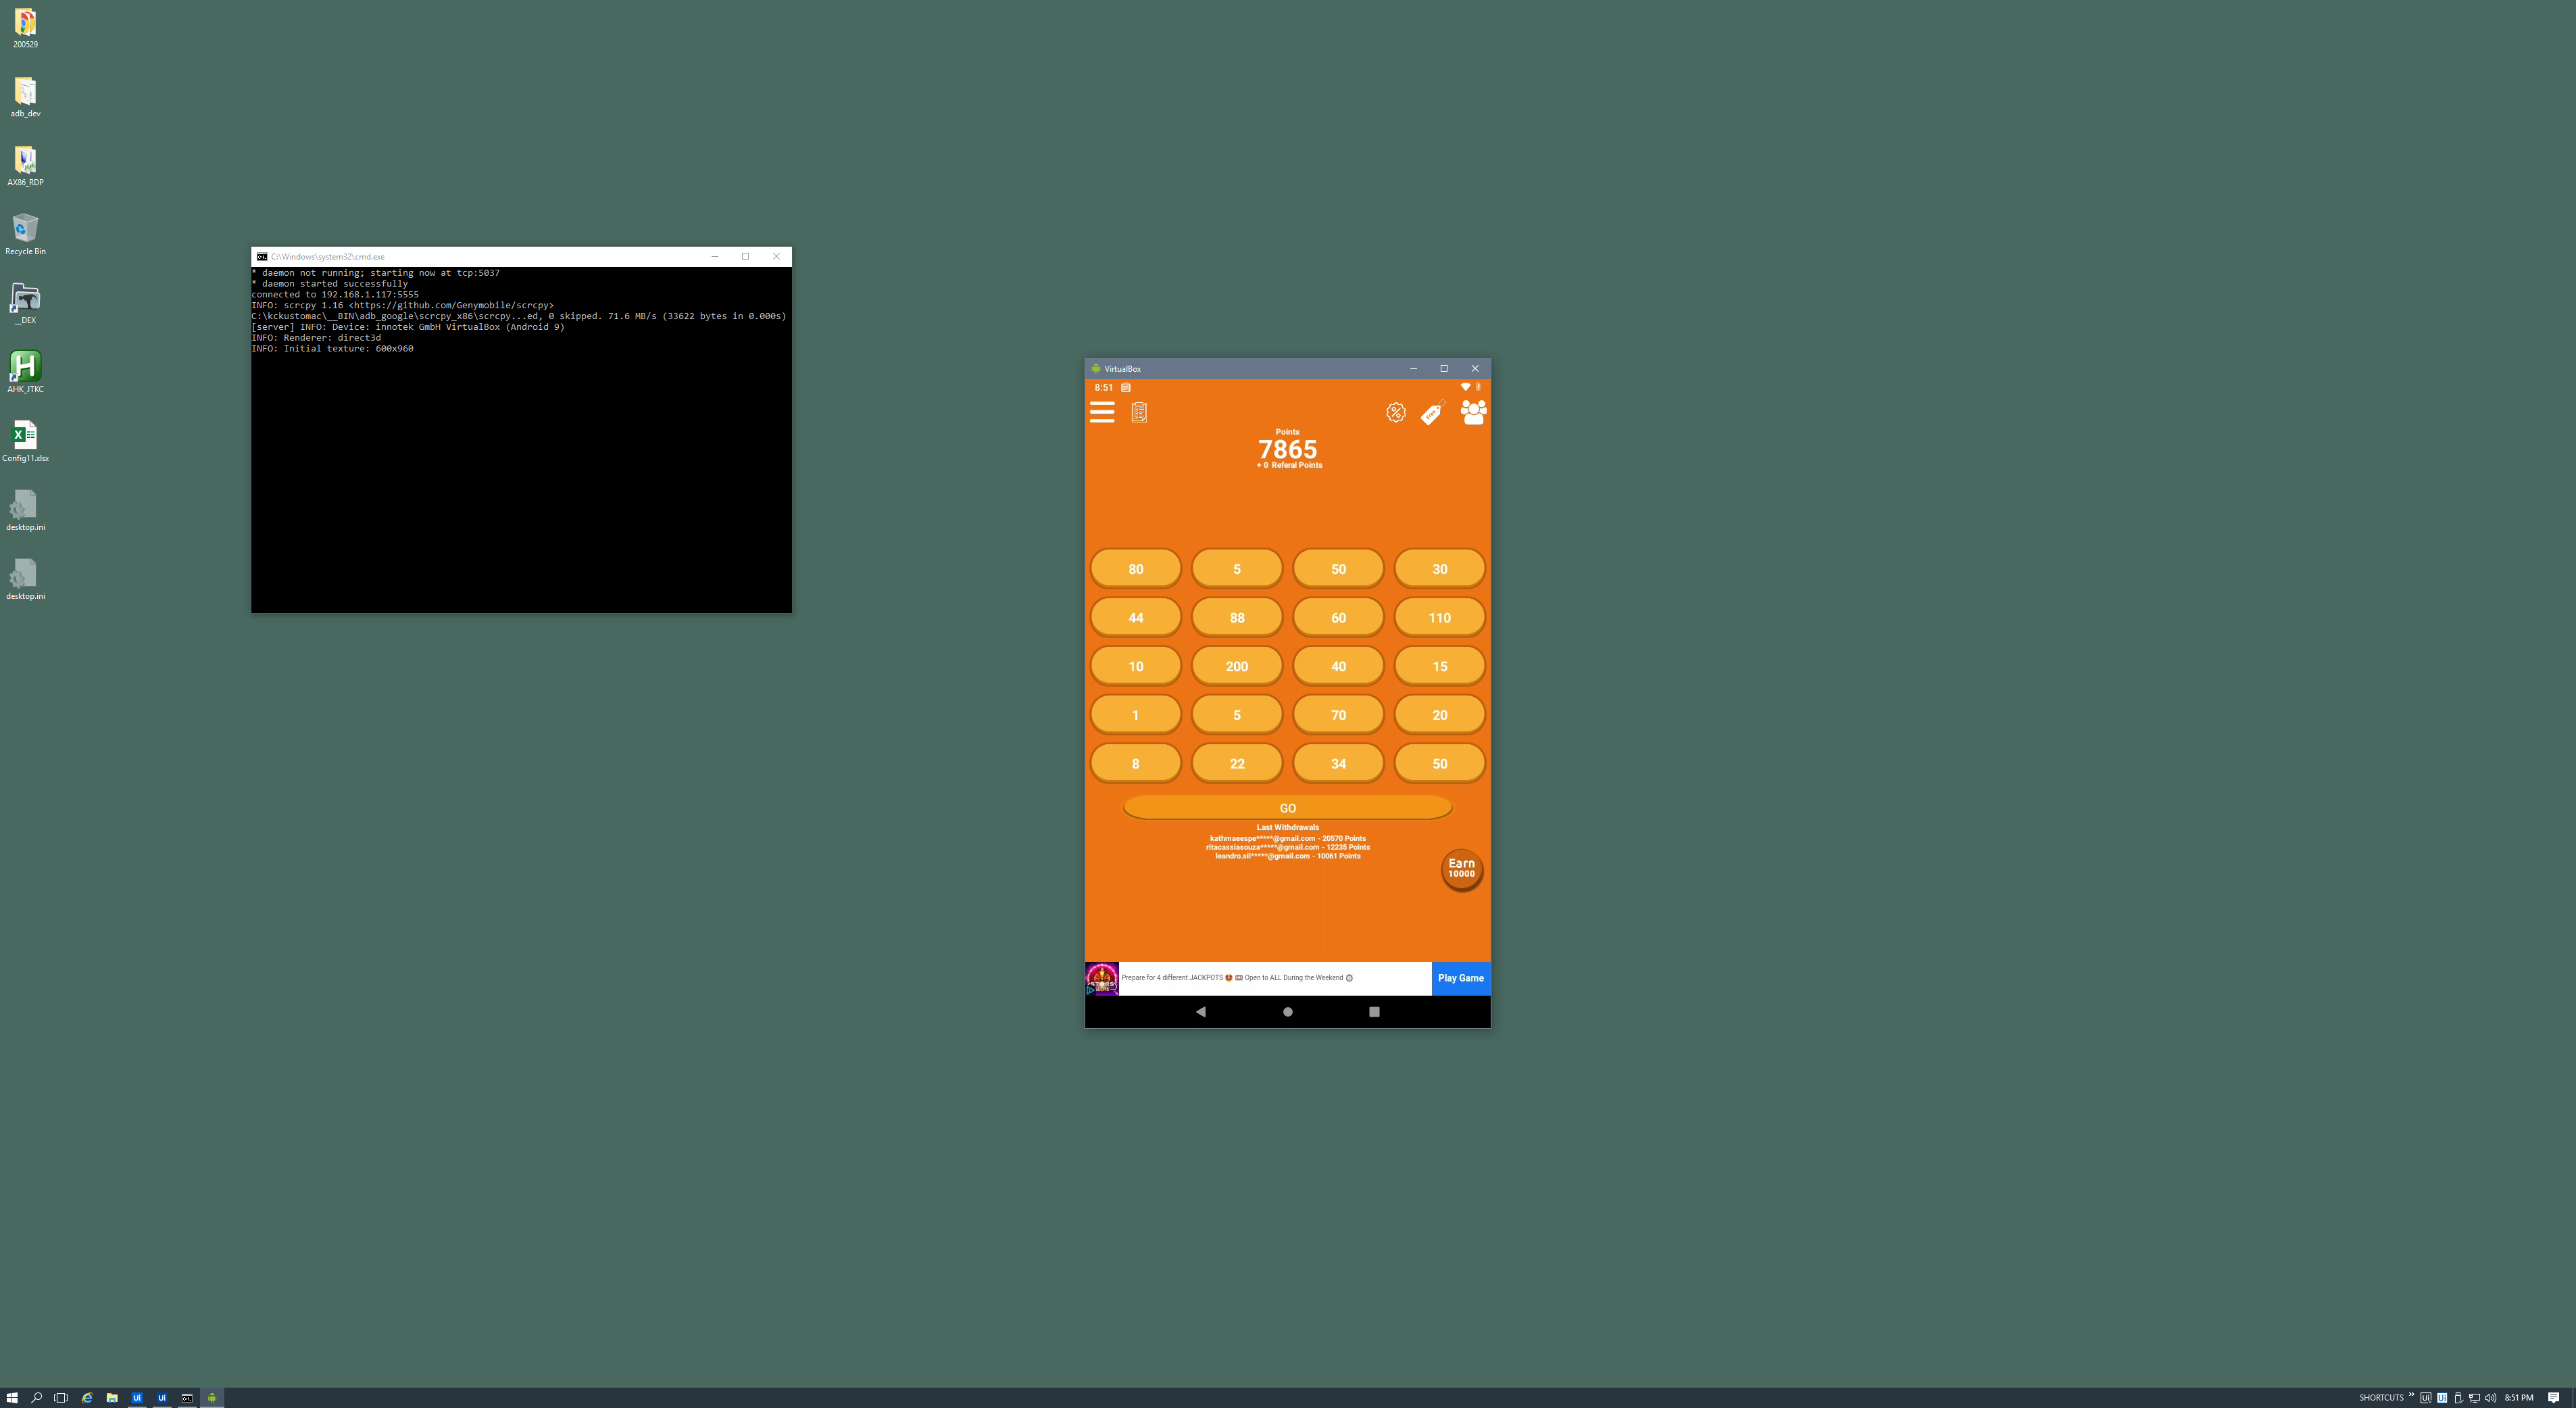 200529
adb_dev
AX86_RDP
Recycle Bin
__DEX
AHK_JTKC
Config11.xlsx
desktop.ini
desktop.ini
C:\Windows\system32\cmd.exe
* daemon not running; starting now at tcp:5037
* daemon started successfully
connected to 192.168.1.117:5555
INFO: scrcpy 1.16 <https://github.com/Genymobile/scrcpy>
C:\kckustomac\__BIN\adb_google\scrcpy_x86\scrcpy...ed, 0 skipped. 71.6 MB/s (33622 bytes in 0.000s)
[server] INFO: Device: innotek GmbH VirtualBox (Android 9)
INFO: Renderer: direct3d
INFO: Initial texture: 600x960
VirtualBox
8:51
Points
7865
+ 0 Referal Points
80 5 50 30
44 88 60 110
10 200 40 15
1 5 70 20
8 22 34 50
GO
Last Withdrawals
kathmaeespe*****@gmail.com - 20570 Points
ritacassiasouza*****@gmail.com - 12235 Points
leandro.sil*****@gmail.com - 10061 Points
Earn
10000
Prepare for 4 different JACKPOTS Open to ALL During the Weekend
Play Game
SHORTCUTS
8:51 PM